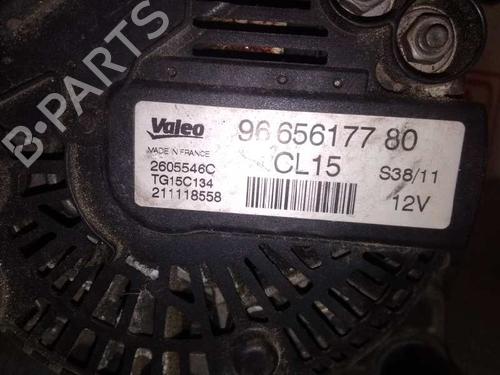 B-PARTS
Valeo
MADE IN FRANCE
96 656177 80
CL15
2605546C
TG15C134
211118558
S38/11
12V